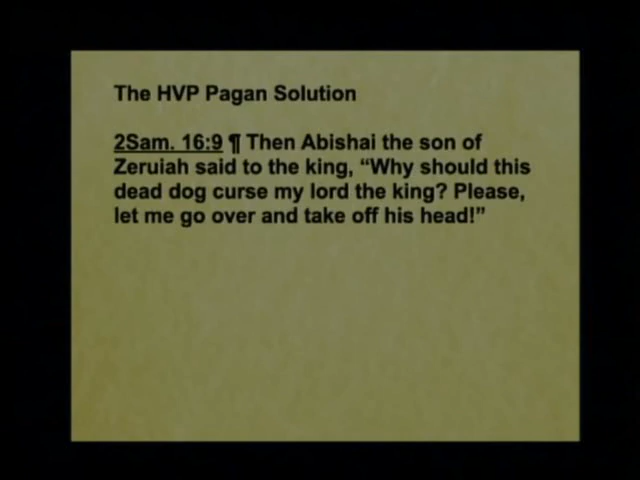 The HVP Pagan Solution
2Sam. 16:9 ¶ Then Abishai the son of
Zeruiah said to the king, “Why should this
dead dog curse my lord the king? Please,
let me go over and take off his head!”